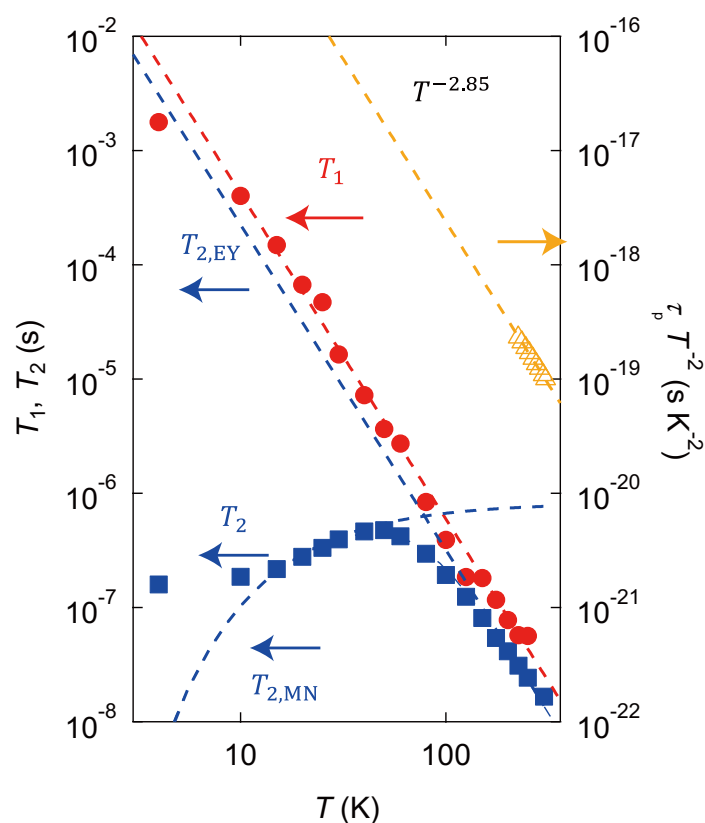 10^-2
10^-3
10^-4
10^-5
10^-6
10^-7
10^-8
T_1, T_2 (s)
10
100
T (K)
10^-16
10^-17
10^-18
10^-19
10^-20
10^-21
10^-22
τ_p T^-2 (s K^-2)
T^−2.85
T_1
T_2,EY
T_2
T_2,MN